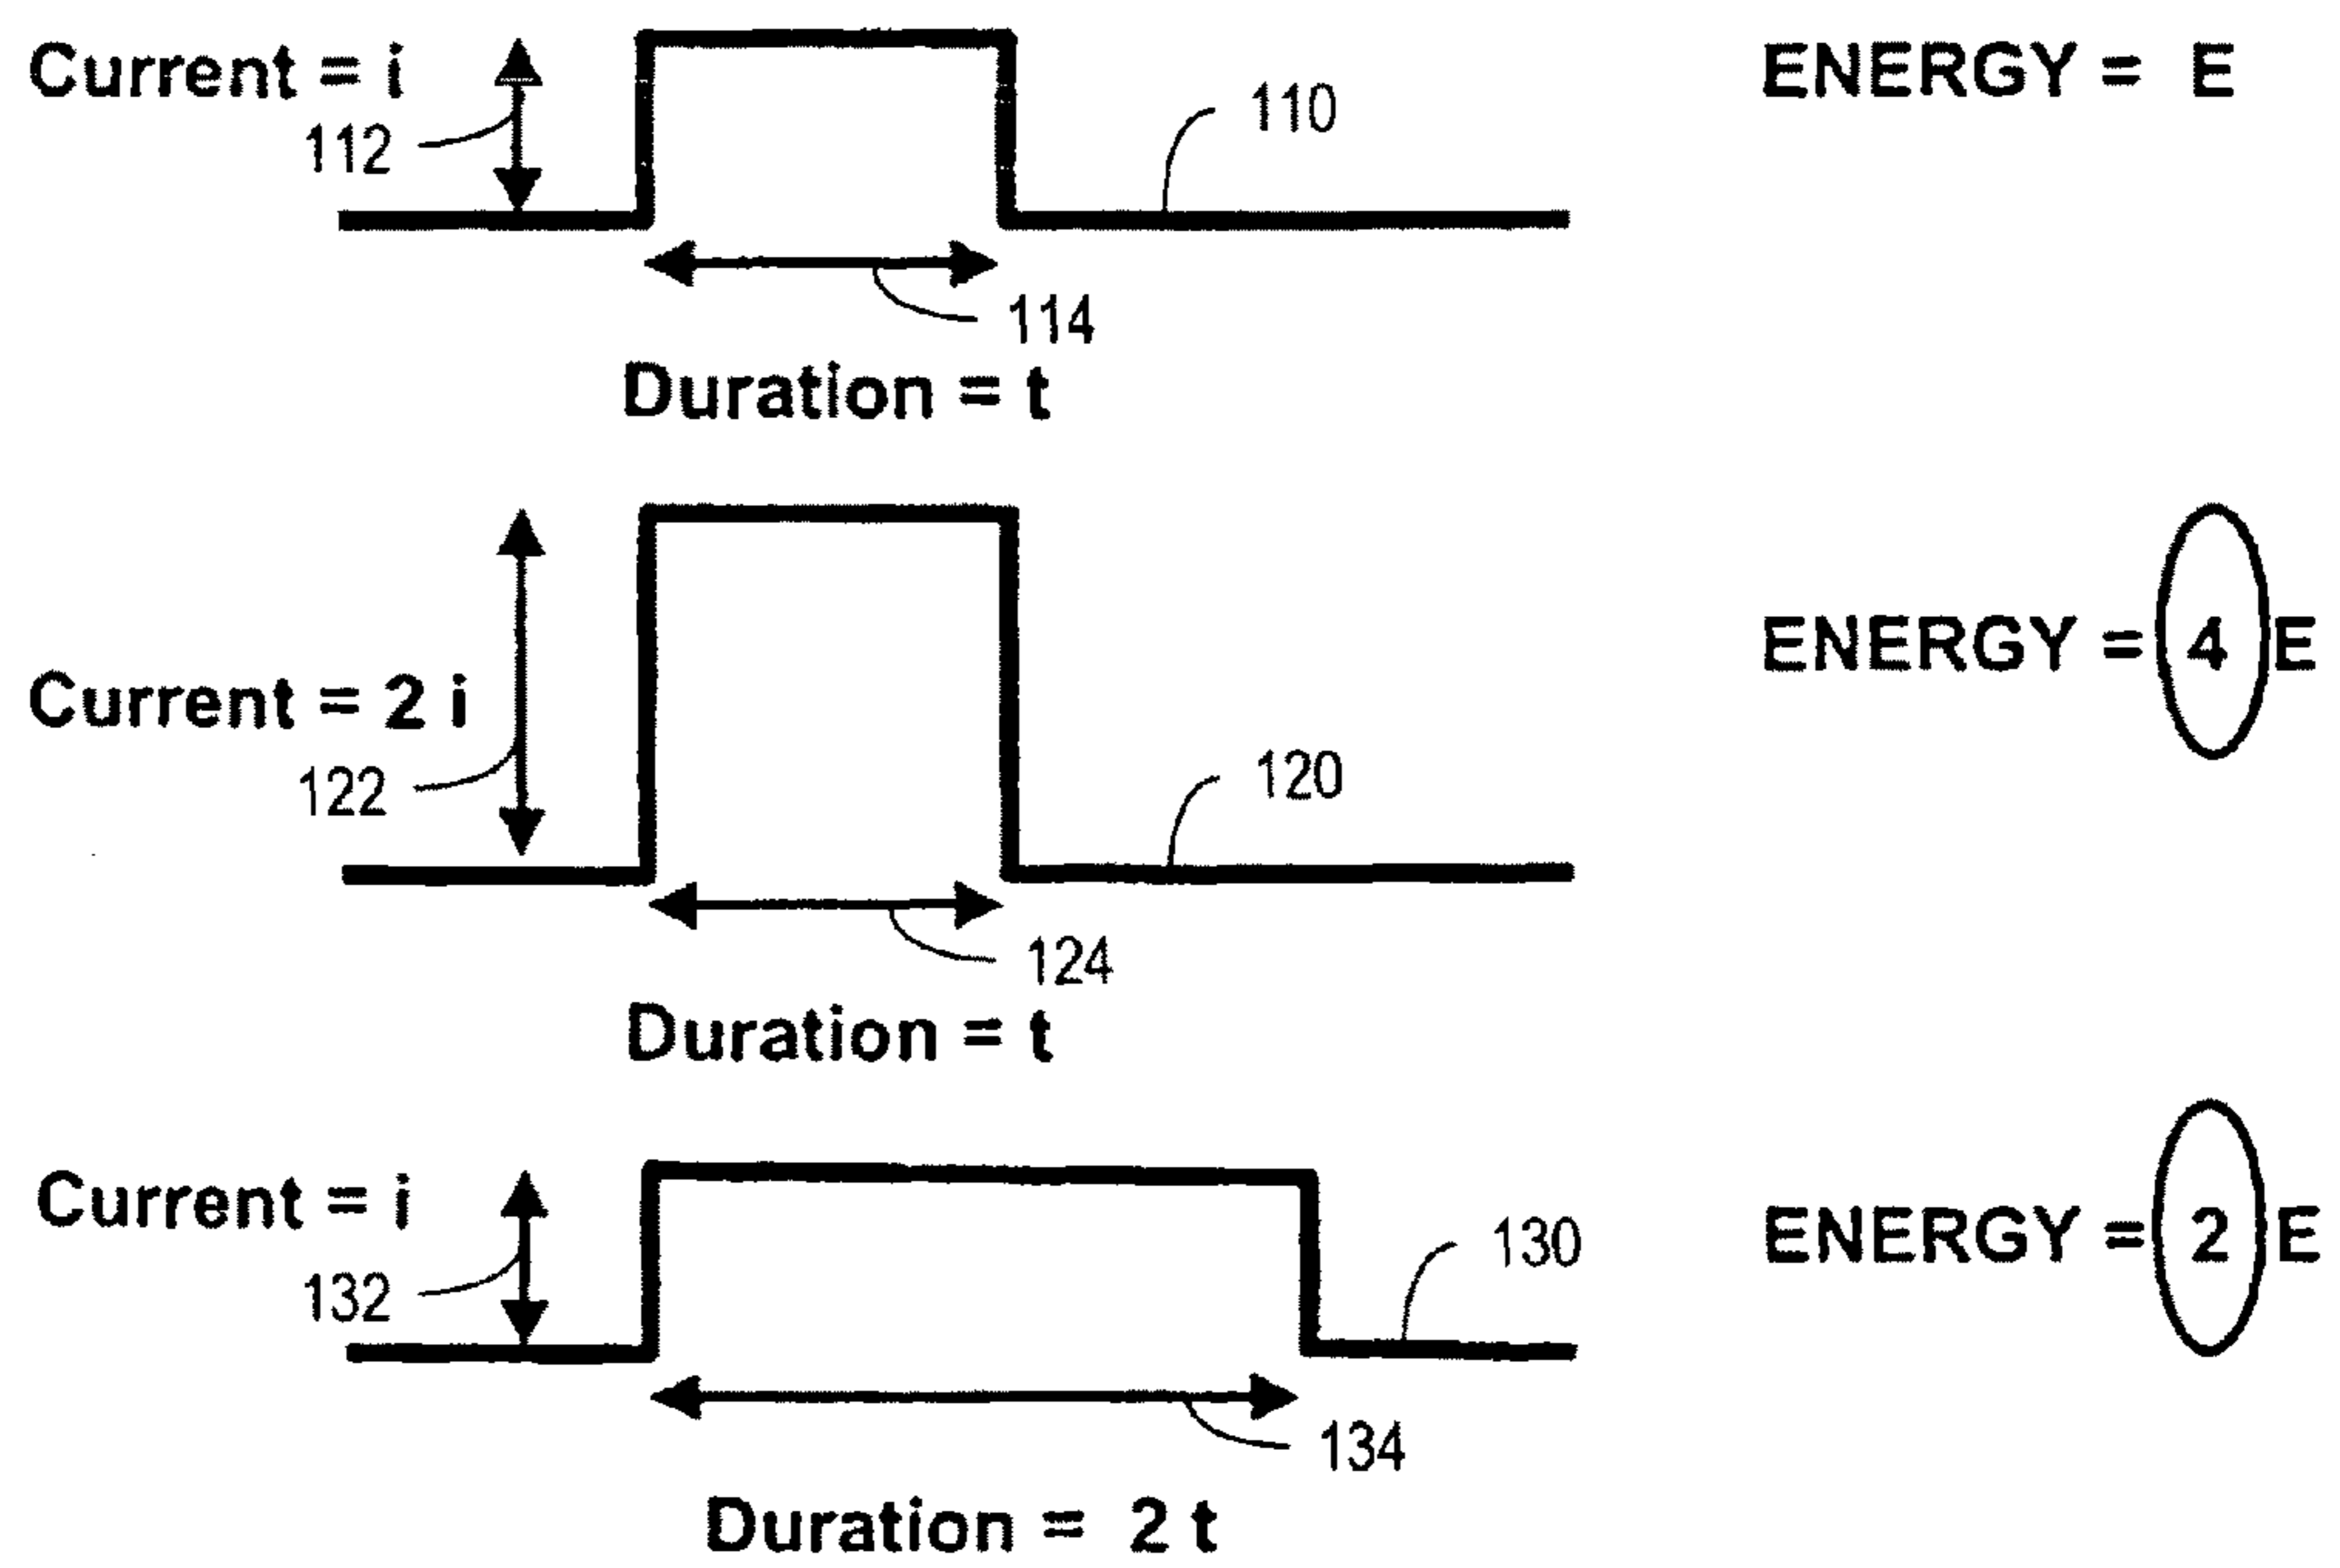 Current = i
ENERGY = E
110
112
114
Duration = t
ENERGY = 4 E
Current = 2 i
120
122
124
Duration = t
Current = i
ENERGY = 2 E
130
132
134
Duration = 2 t